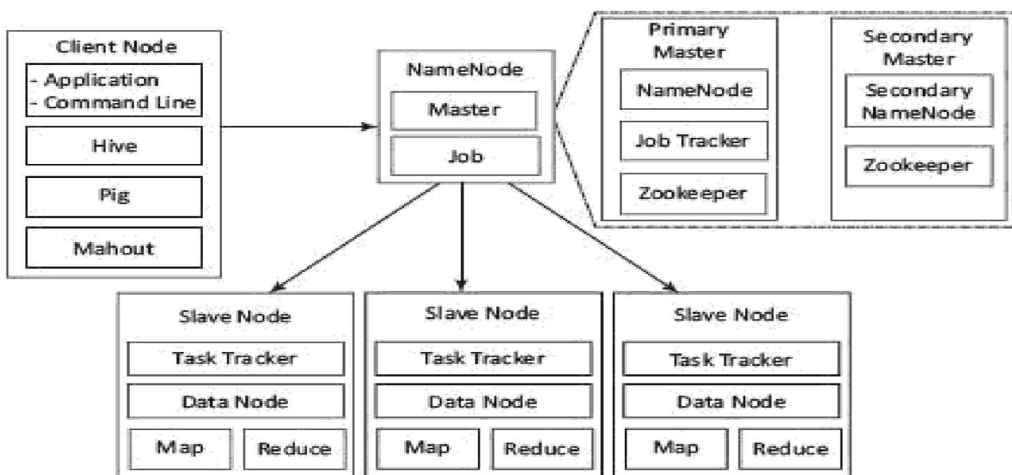 Client Node
- Application
- Command Line
Hive
Pig
Mahout
NameNode
Master
Job
Primary
Master
NameNode
Job Tracker
Zookeeper
Secondary
Master
Secondary
NameNode
Zookeeper
Slave Node
Task Tracker
Data Node
Map
Reduce
Slave Node
Task Tracker
Data Node
Map
Reduce
Slave Node
Task Tracker
Data Node
Map
Reduce